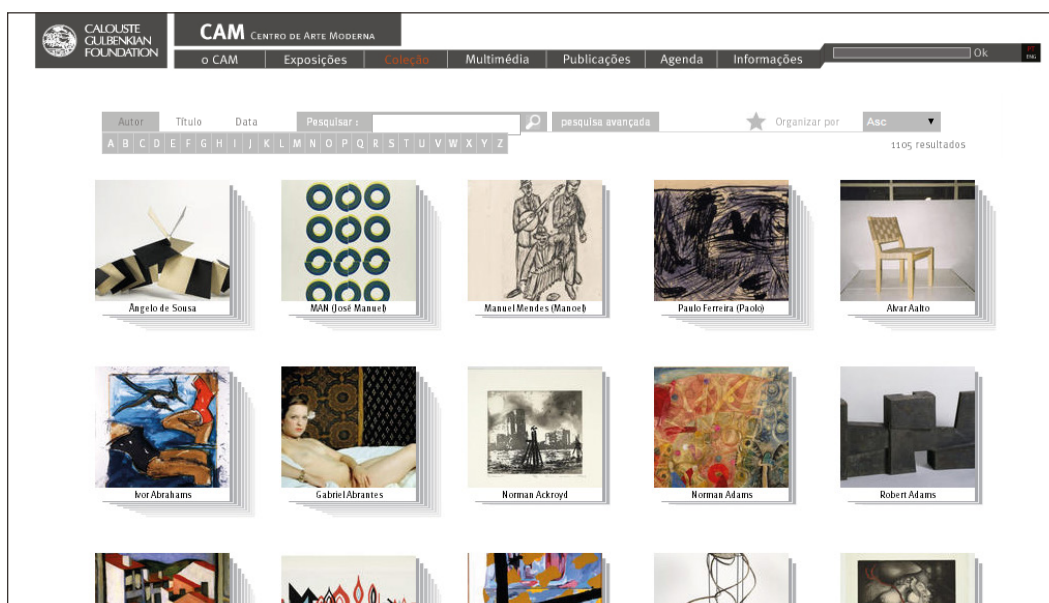 CALOUSTE
GULBENKIAN
FOUNDATION
CAM CENTRO DE ARTE MODERNA
o CAM Exposições Coleção Multimédia Publicações Agenda Informações
Ok
PT
ENG
Autor Título Data Pesquisar : pesquisa avançada Organizar por Asc
A B C D E F G H I J K L M N O P Q R S T U V W X Y Z
1105 resultados
Ângelo de Sousa MAN (José Manuel) Manuel Mendes (Manoel) Paulo Ferreira (Paolo) Alvar Aalto
Ivor Abrahams Gabriel Abrantes Norman Ackroyd Norman Adams Robert Adams